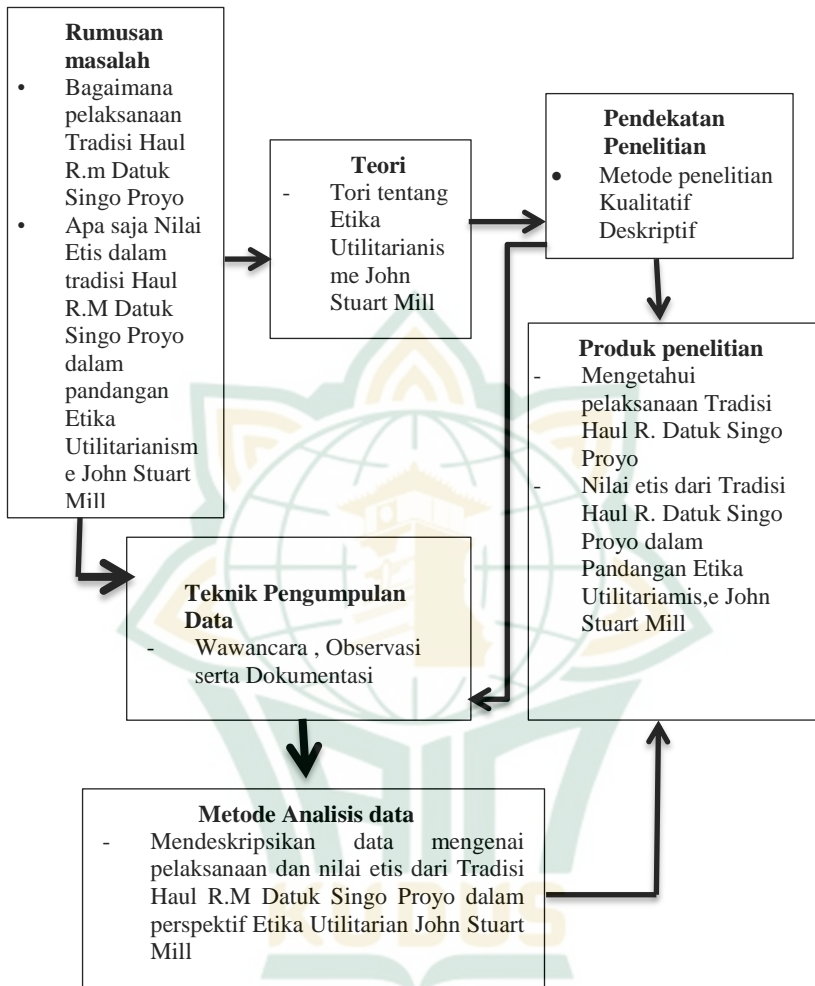 Rumusan
masalah
• Bagaimana
pelaksanaan
Tradisi Haul
R.m Datuk
Singo Proyo
• Apa saja Nilai
Etis dalam
tradisi Haul
R.M Datuk
Singo Proyo
dalam
pandangan
Etika
Utilitarianism
e John Stuart
Mill
Teori
- Tori tentang
Etika
Utilitarianis
me John
Stuart Mill
Pendekatan
Penelitian
• Metode penelitian
Kualitatif
Deskriptif
Produk penelitian
- Mengetahui
pelaksanaan Tradisi
Haul R. Datuk Singo
Proyo
- Nilai etis dari Tradisi
Haul R. Datuk Singo
Proyo dalam
Pandangan Etika
Utilitariamis,e John
Stuart Mill
Teknik Pengumpulan
Data
- Wawancara , Observasi
serta Dokumentasi
Metode Analisis data
- Mendeskripsikan data mengenai
pelaksanaan dan nilai etis dari Tradisi
Haul R.M Datuk Singo Proyo dalam
perspektif Etika Utilitarian John Stuart
Mill
KUDUS